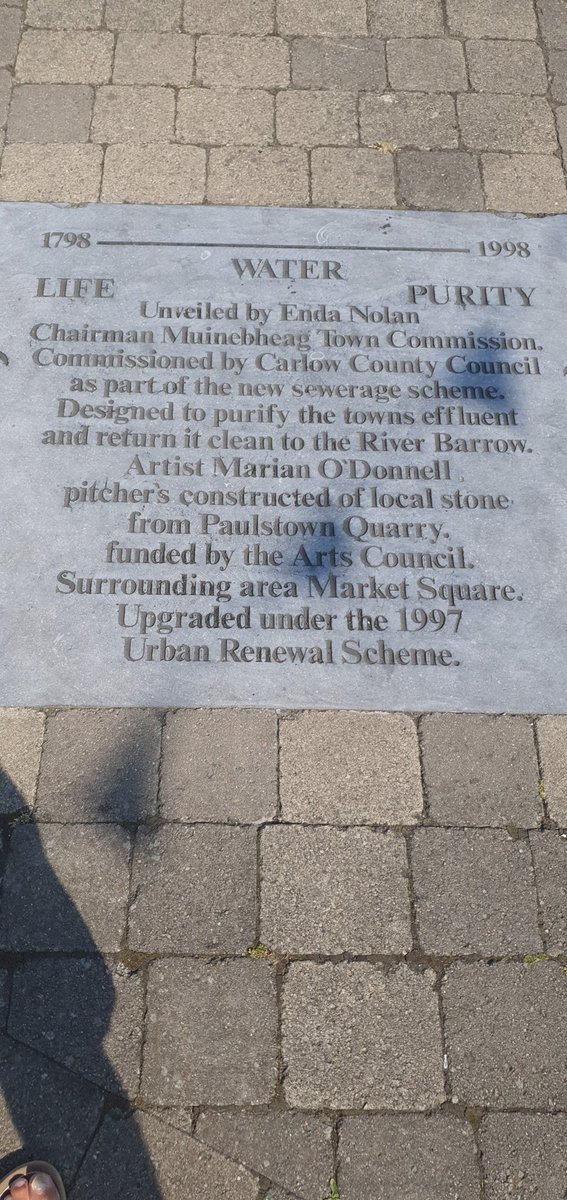 1798 1998
WATER
LIFE PURITY
Unveiled by Enda Nolan
Chairman Muinebheag Town Commission.
Commissioned by Carlow County Council
as part of the new sewerage scheme.
Designed to purify the towns effluent
and return it clean to the River Barrow.
Artist Marian O'Donnell
pitcher's constructed of local stone
from Paulstown Quarry.
funded by the Arts Council.
Surrounding area Market Square.
Upgraded under the 1997
Urban Renewal Scheme.